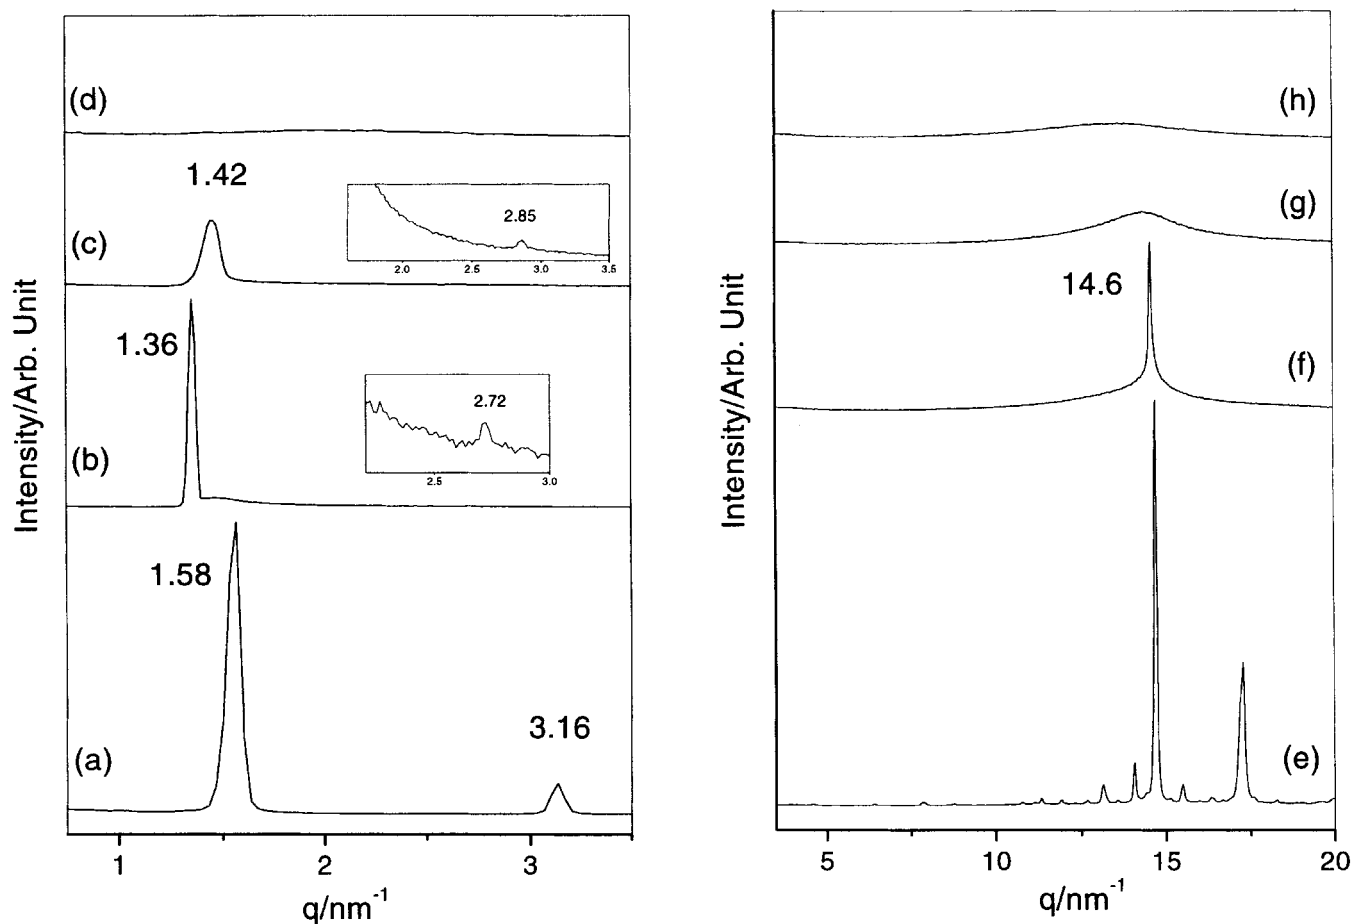 Intensity/Arb. Unit
(d)
1.42
(c)
2.85
2.0 2.5 3.0 3.5
1.36
2.72
(b)
2.5 3.0
1.58
3.16
(a)
1 2 3
q/nm⁻¹
Intensity/Arb. Unit
(h)
(g)
14.6
(f)
(e)
5 10 15 20
q/nm⁻¹